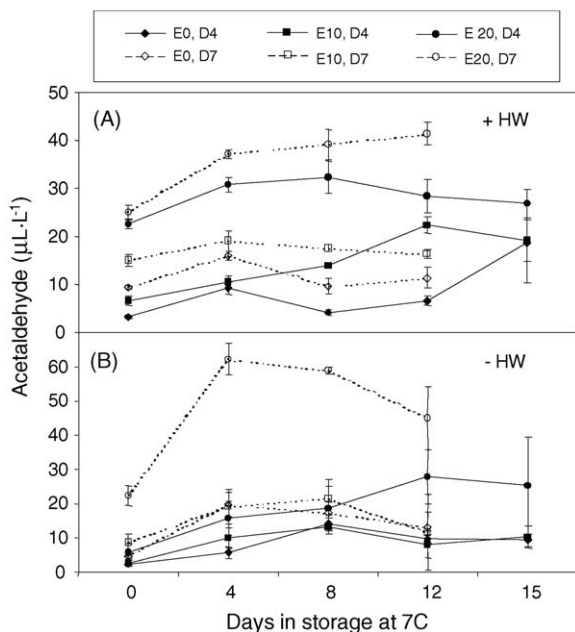 E0, D4 E10, D4 E 20, D4
E0, D7 E10, D7 E20, D7
50
(A) + HW
40
30
20
10
0
Acetaldehyde (µL·L⁻¹)
(B) - HW
60
50
40
30
20
10
0
0 4 8 12 15
Days in storage at 7C